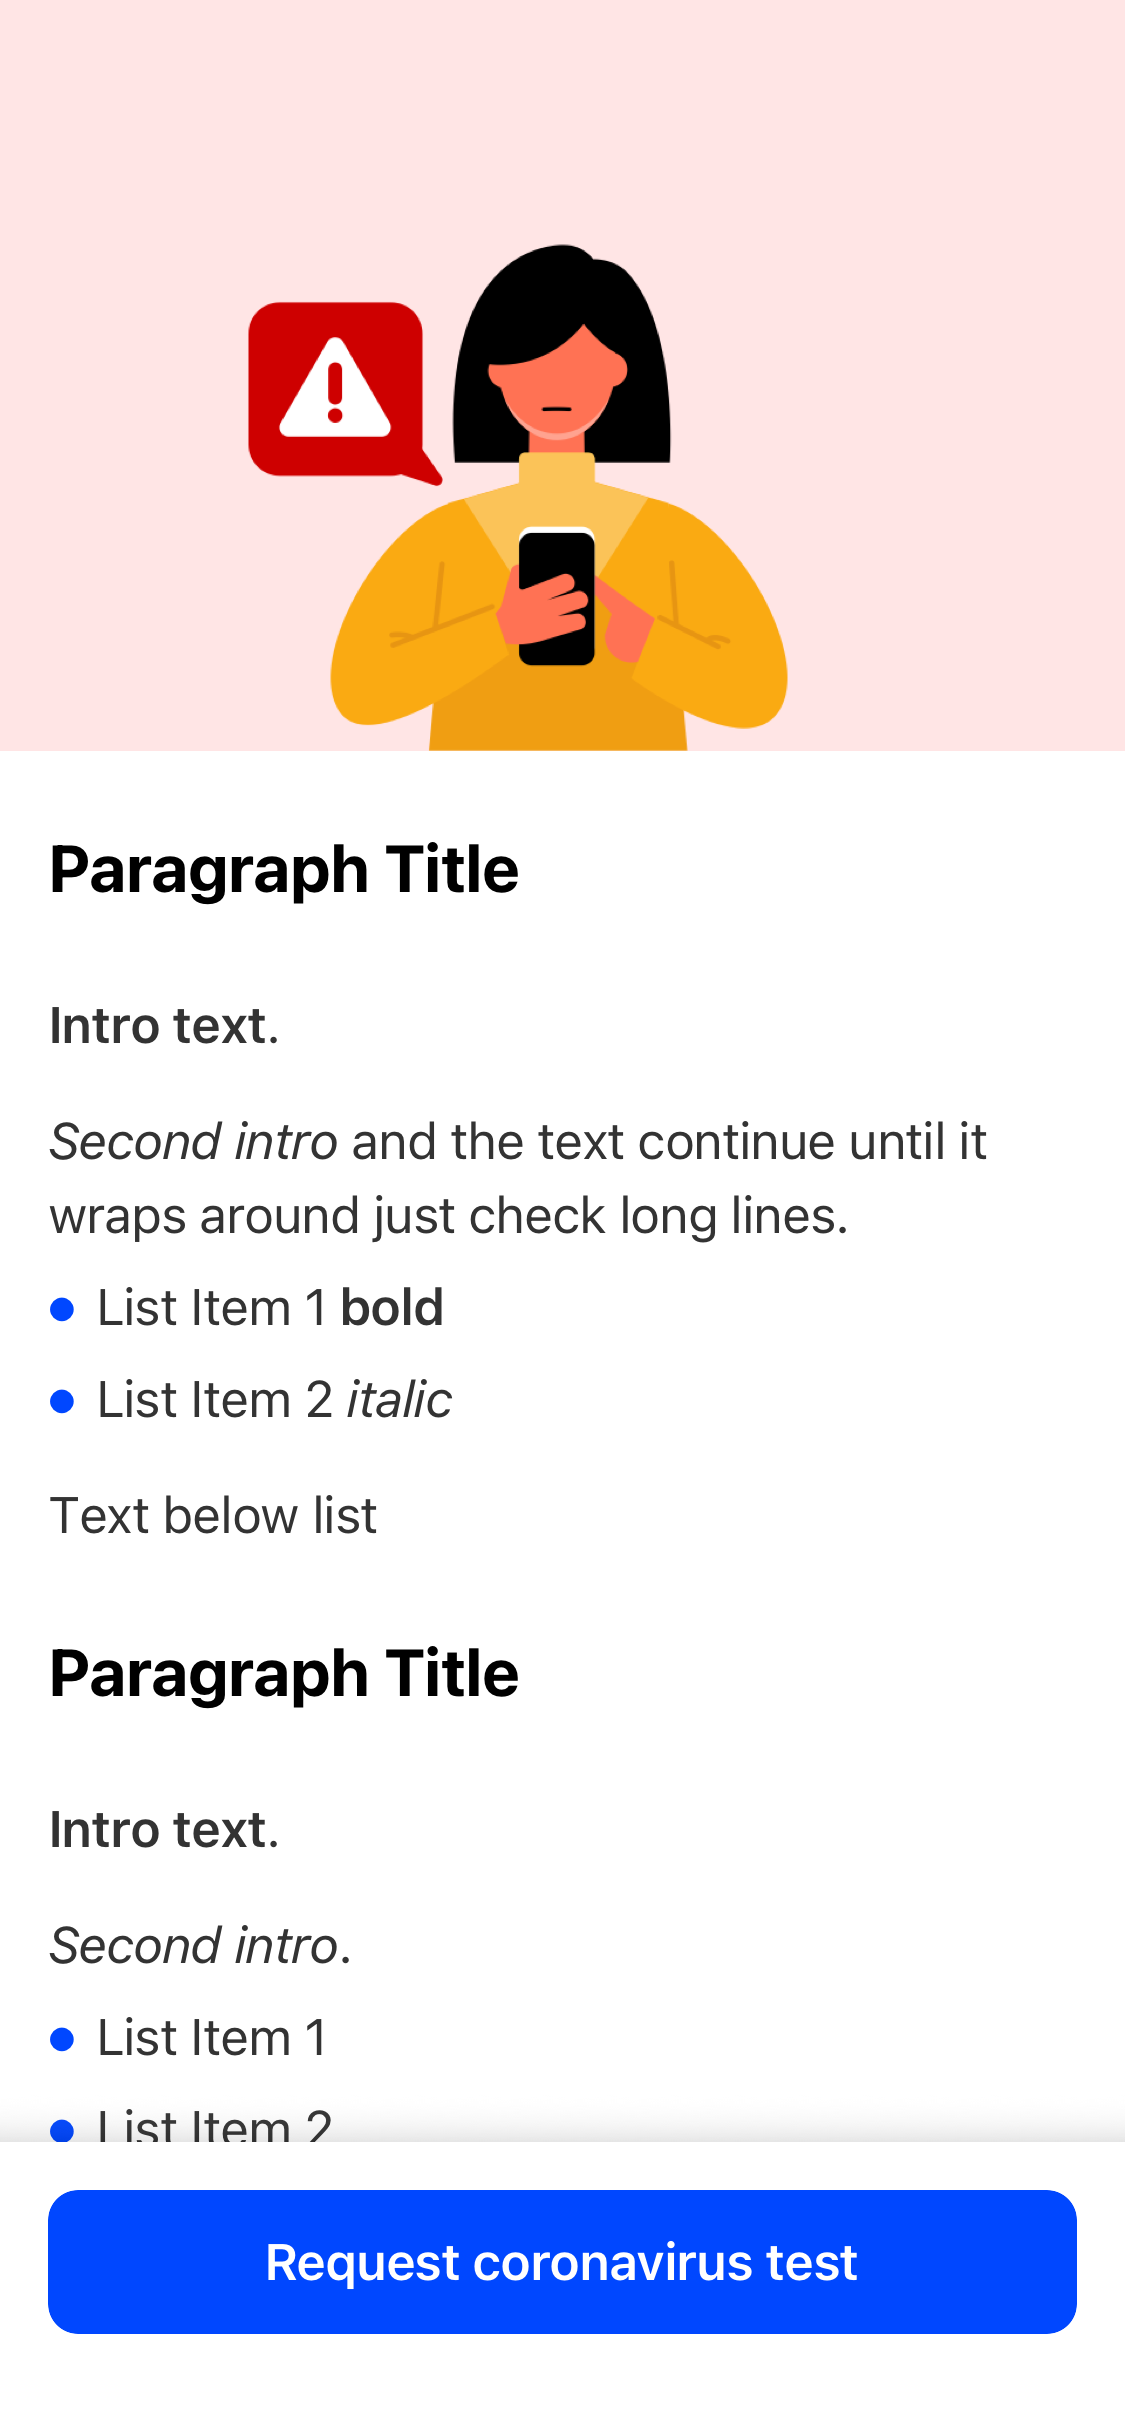 Paragraph Title
Intro text.
Second intro and the text continue until it
wraps around just check long lines.
List Item 1 bold
List Item 2 italic
Text below list
Paragraph Title
Intro text.
Second intro.
List Item 1
List Item 2
Request coronavirus test